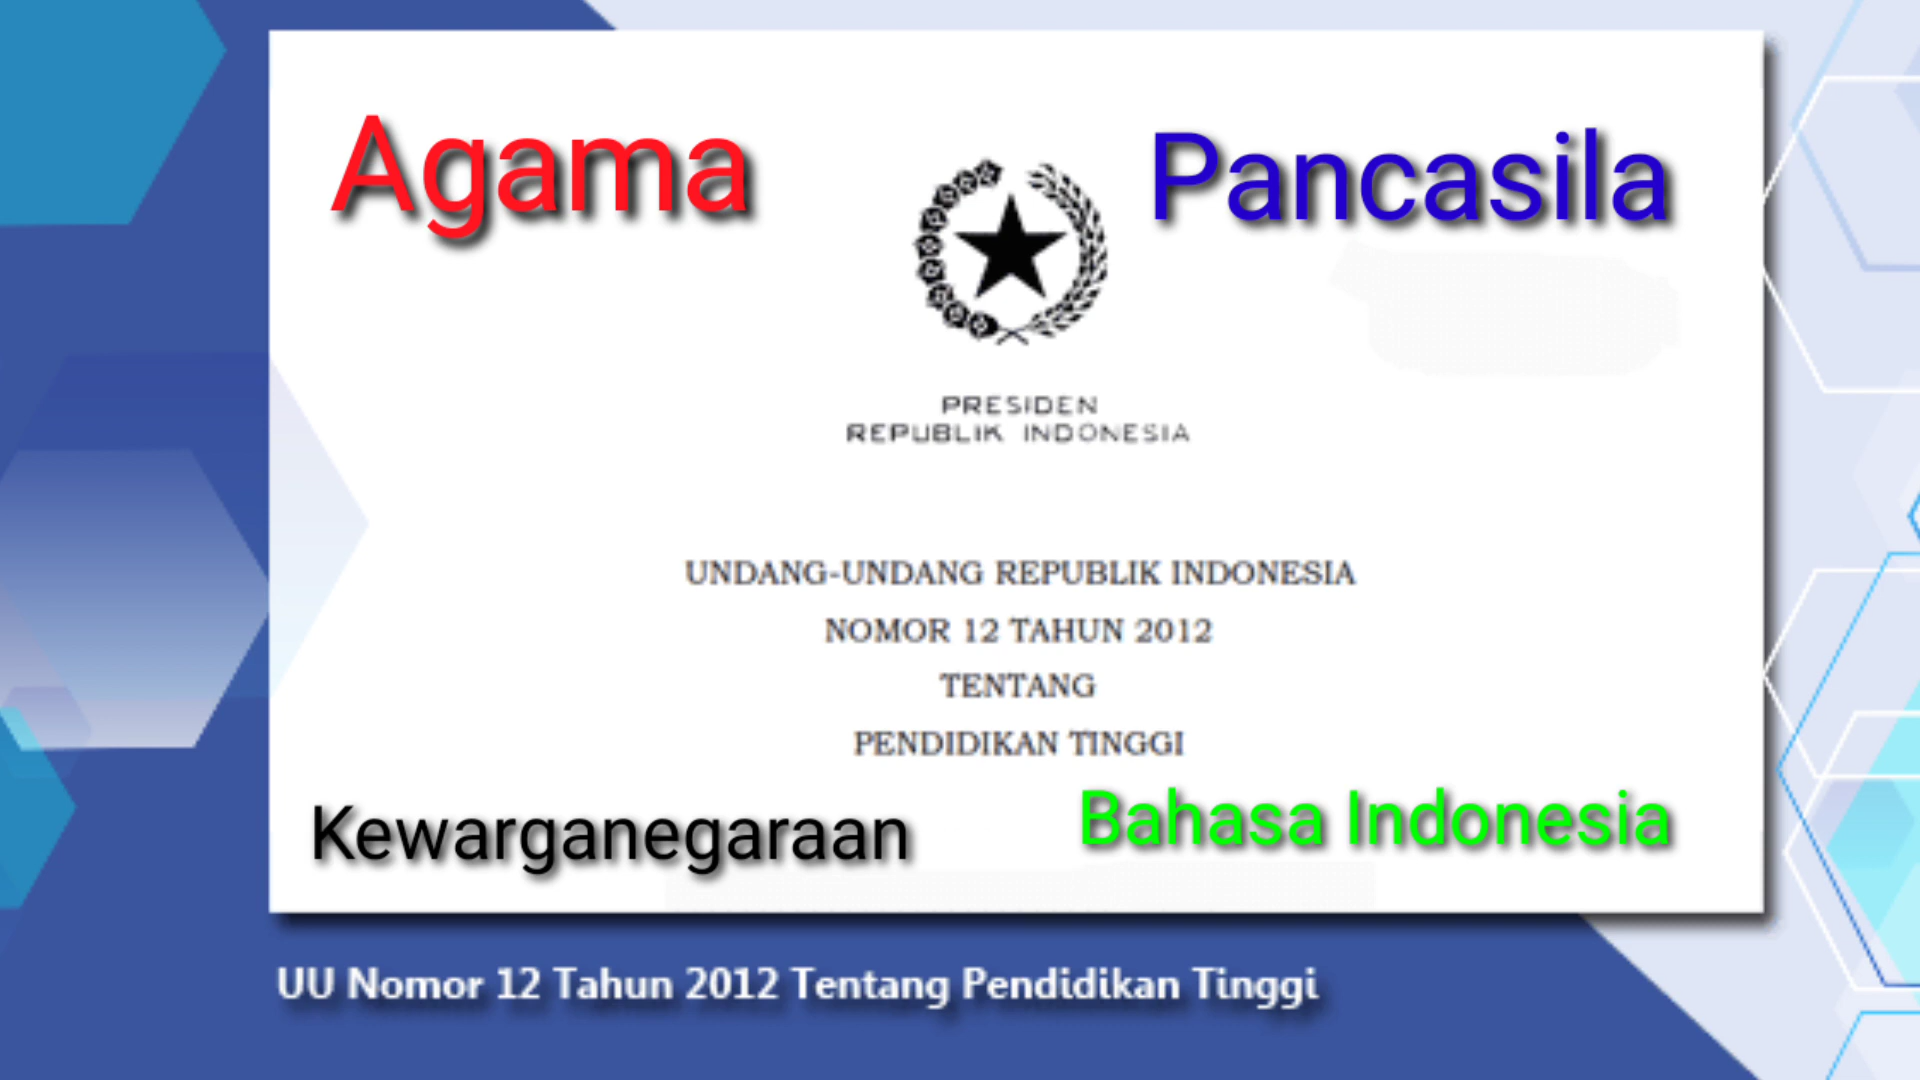 Agama
Pancasila
PRESIDEN
REPUBLIK INDONESIA
UNDANG-UNDANG REPUBLIK INDONESIA
NOMOR 12 TAHUN 2012
TENTANG
PENDIDIKAN TINGGI
Kewarganegaraan
Bahasa Indonesia
UU Nomor 12 Tahun 2012 Tentang Pendidikan Tinggi